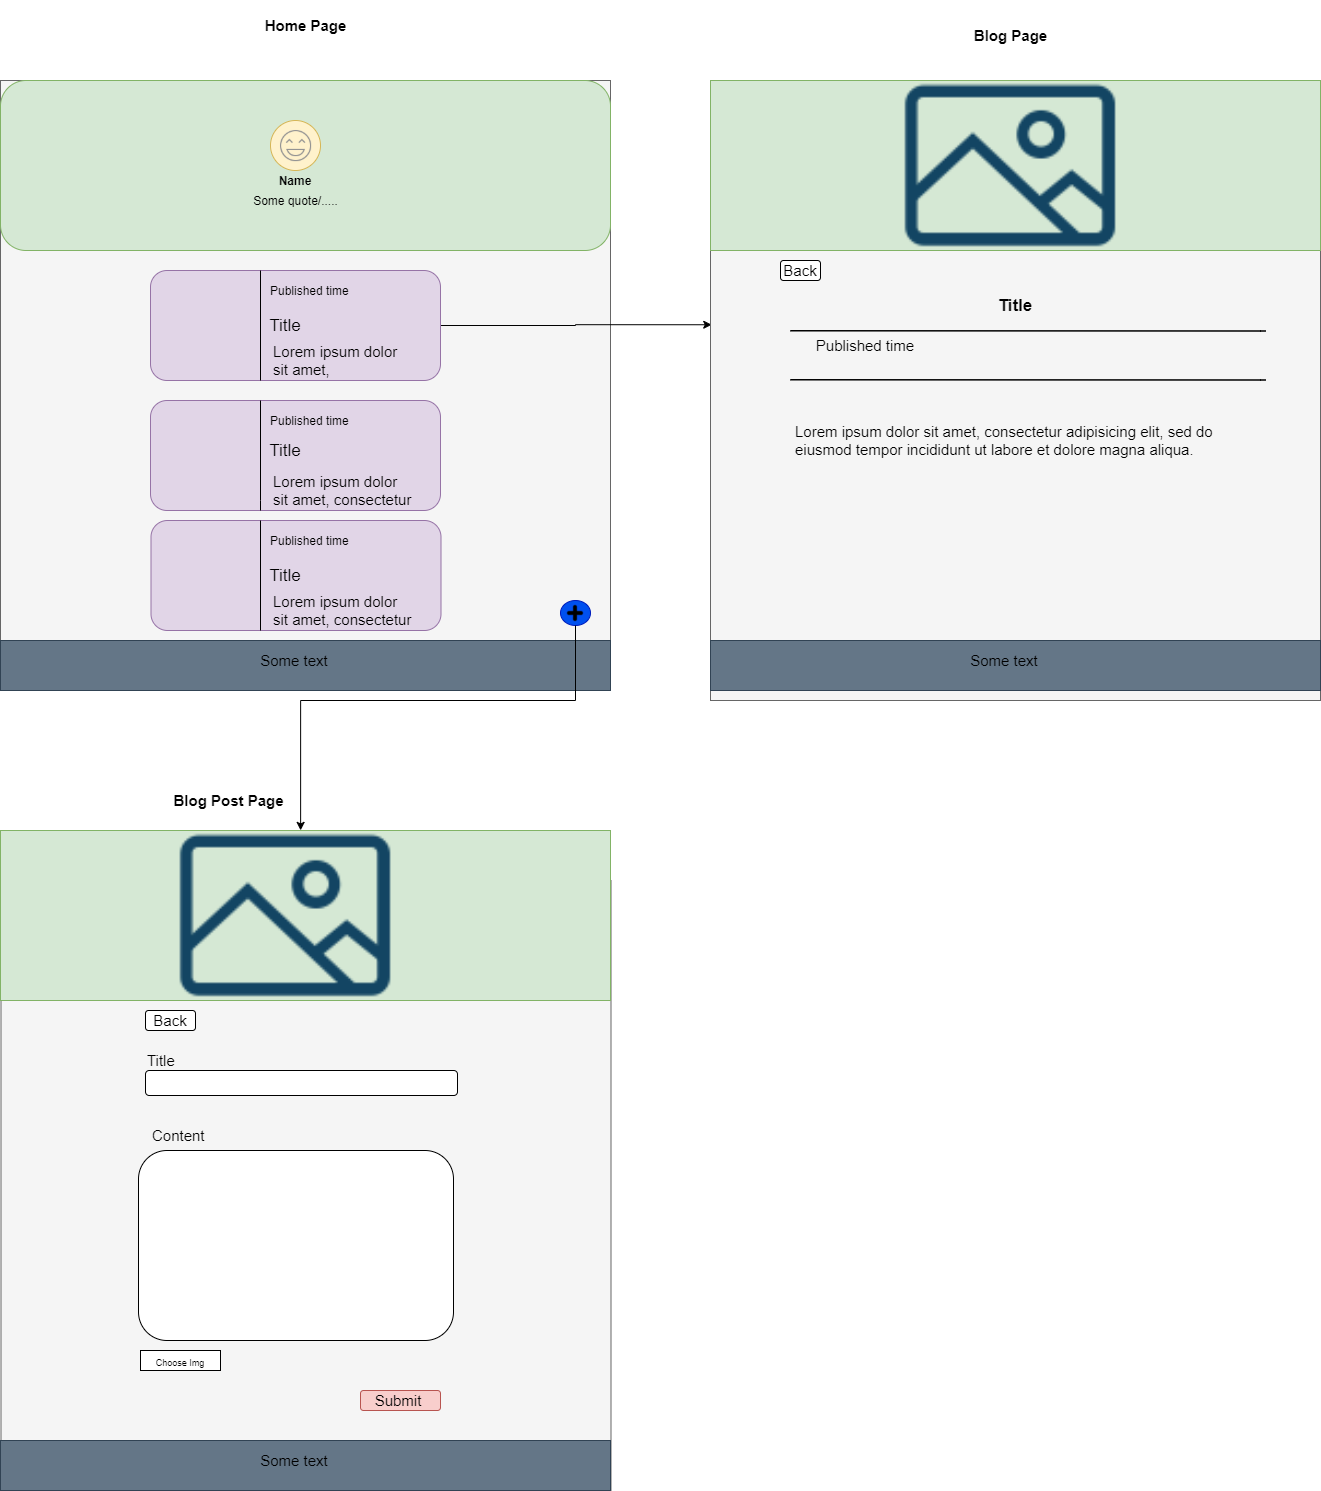 Home Page
Name
Some quote/.....
Published time
Title
Lorem ipsum dolor
sit amet,
Published time
Title
Lorem ipsum dolor
sit amet, consectetur
Published time
Title
Lorem ipsum dolor
sit amet, consectetur
Some text
Blog Page
Back
Title
Published time
Lorem ipsum dolor sit amet, consectetur adipisicing elit, sed do
eiusmod tempor incididunt ut labore et dolore magna aliqua.
Some text
Blog Post Page
Back
Title
Content
Choose Img
Submit
Some text